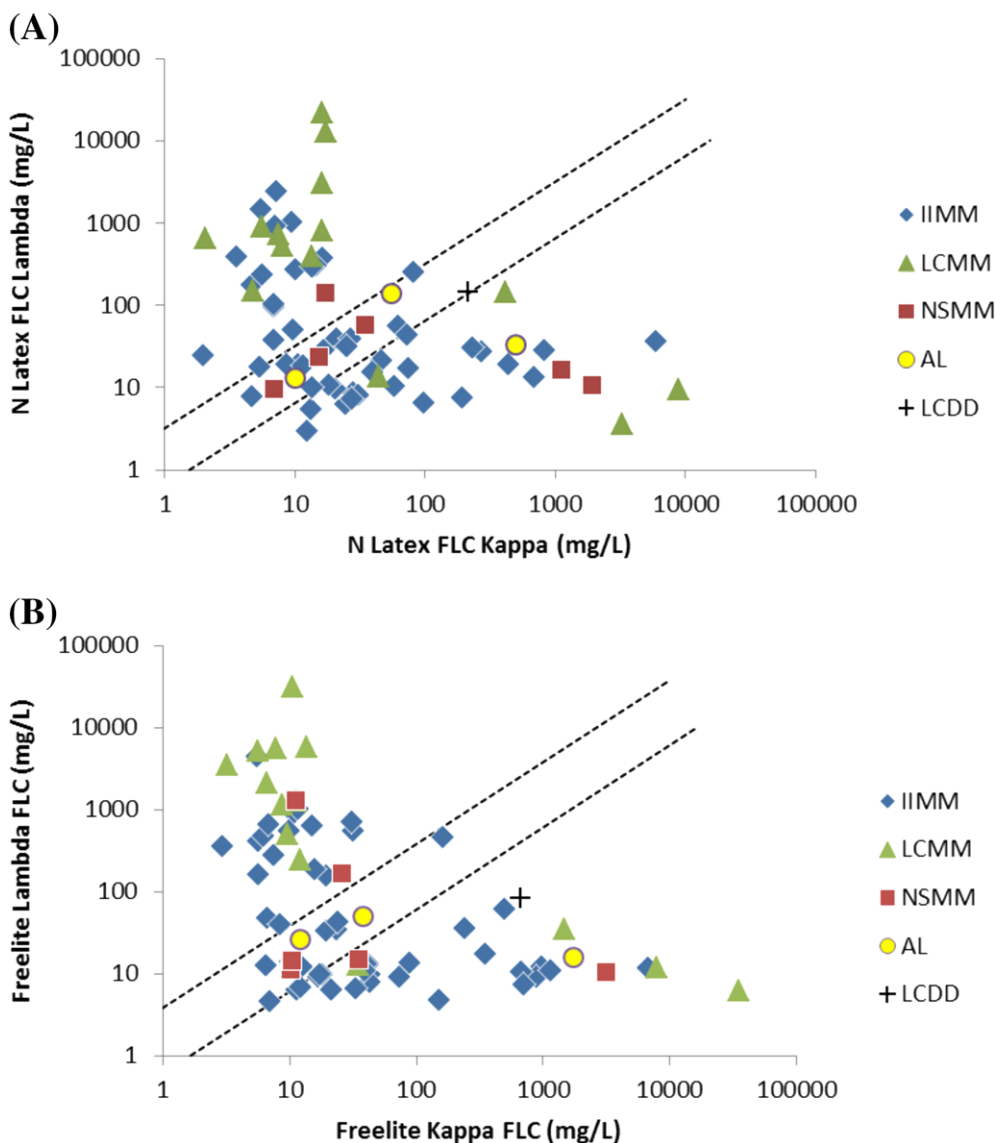 (A)
100000
10000
1000
100
10
1
N Latex FLC Lambda (mg/L)
1 10 100 1000 10000 100000
N Latex FLC Kappa (mg/L)
IIMM
LCMM
NSMM
AL
LCDD
(B)
100000
10000
1000
100
10
1
Freelite Lambda FLC (mg/L)
1 10 100 1000 10000 100000
Freelite Kappa FLC (mg/L)
IIMM
LCMM
NSMM
AL
LCDD